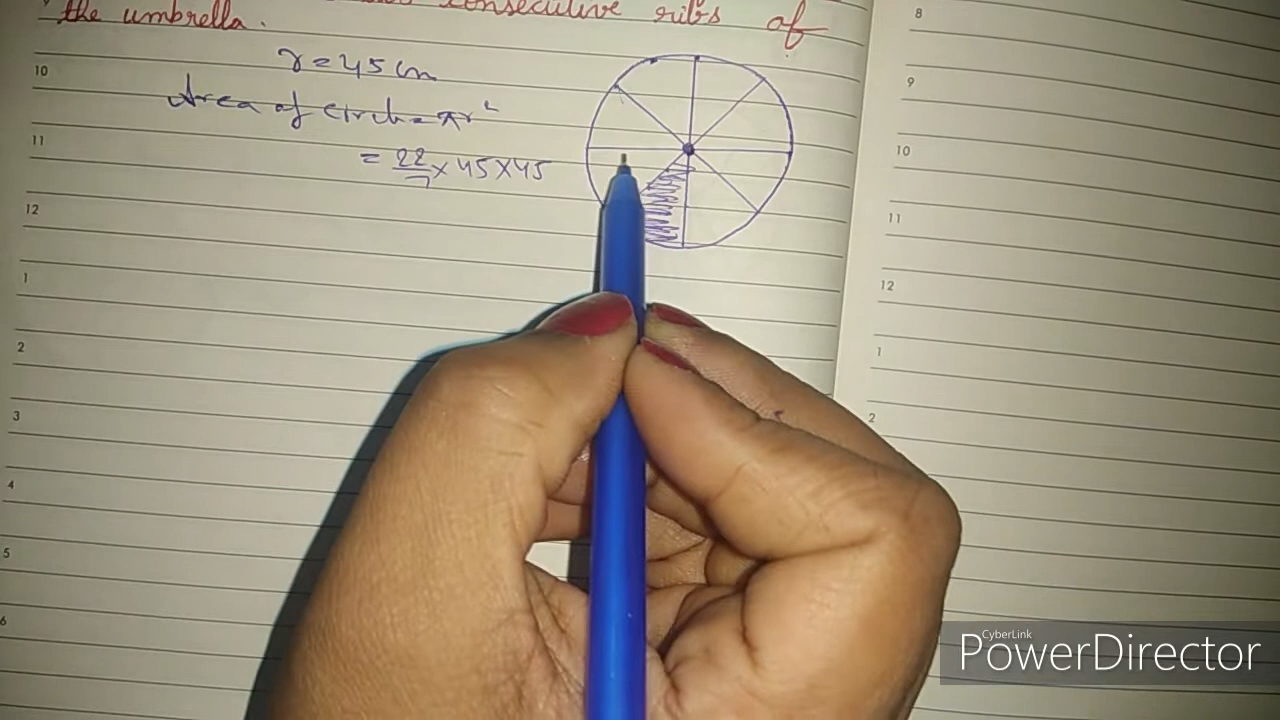 consecutive ribs of
the umbrella.
r = 45 cm
Area of circle = πr²
= 22/7 × 45 × 45
10
11
12
1
2
3
4
5
6
8
9
10
11
12
1
2
CyberLink
PowerDirector